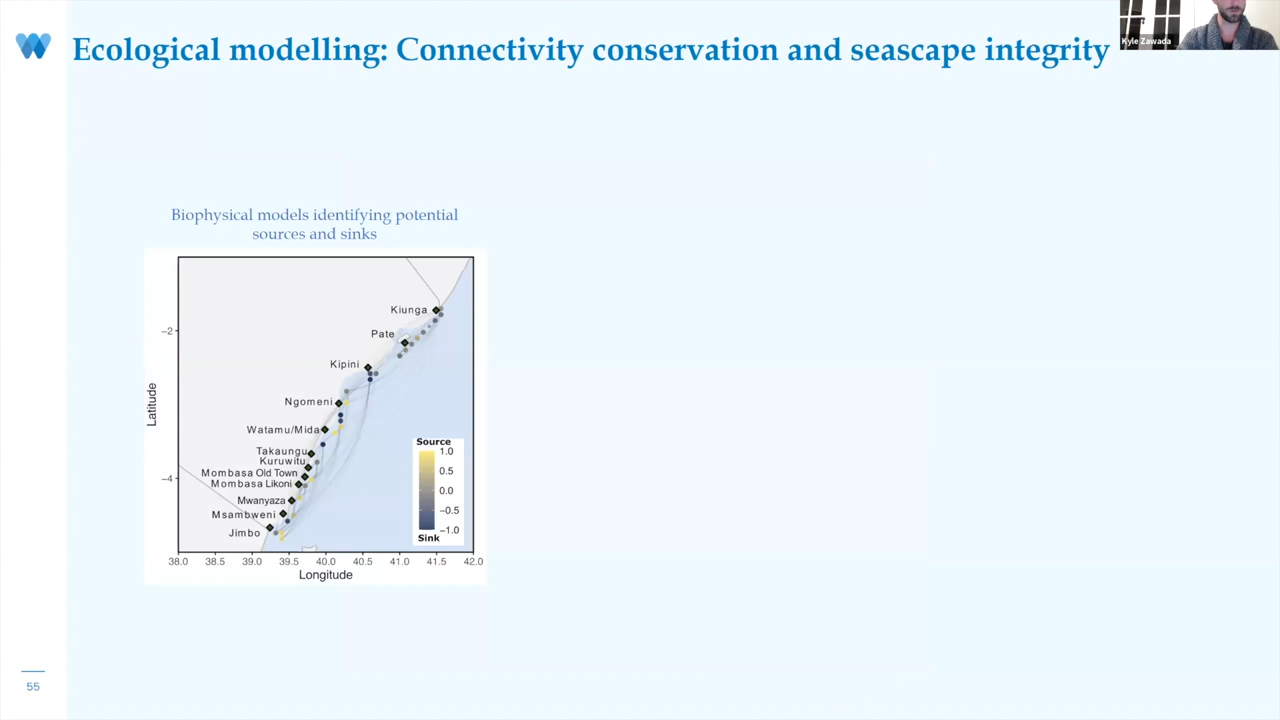 Ecological modelling: Connectivity conservation and seascape integrity
Kyle Zawada
Biophysical models identifying potential
sources and sinks
Kiunga
Pate
Kipini
Ngomeni
Watamu/Mida
Takaungu
Kuruwitu
Mombasa Old Town
Mombasa Likoni
Mwanyaza
Msambweni
Jimbo
Latitude
−2
−4
Source
1.0
0.5
0.0
−0.5
−1.0
Sink
38.0 38.5 39.0 39.5 40.0 40.5 41.0 41.5 42.0
Longitude
55